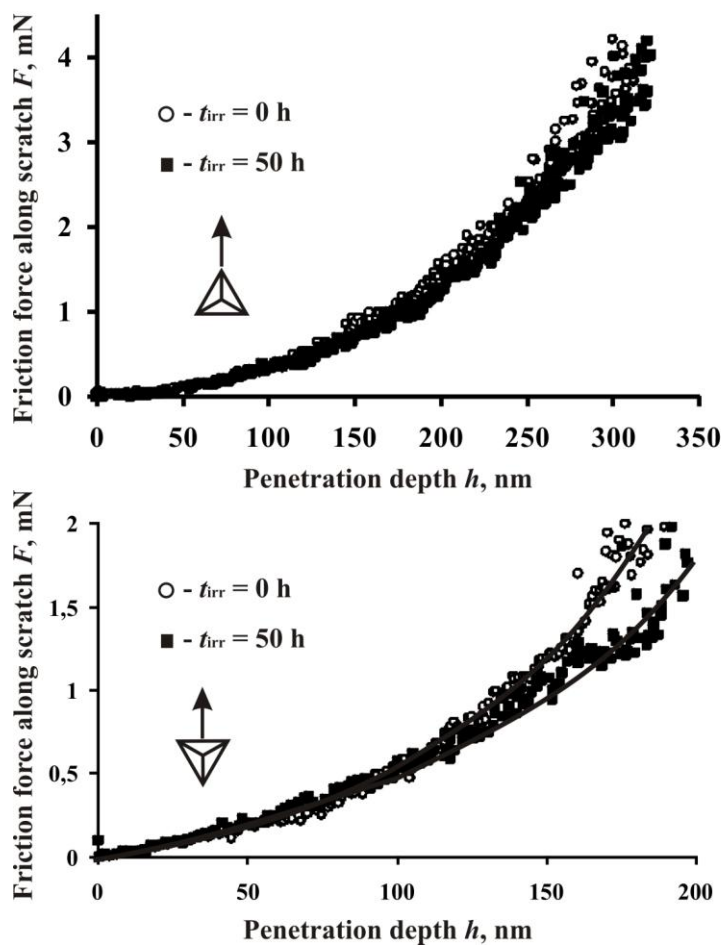 Friction force along scratch F, mN
4
3
2
1
0
○ - tirr = 0 h
■ - tirr = 50 h
0 50 100 150 200 250 300 350
Penetration depth h, nm
Friction force along scratch F, mN
2
1,5
1
0,5
0
○ - tirr = 0 h
■ - tirr = 50 h
0 50 100 150 200
Penetration depth h, nm